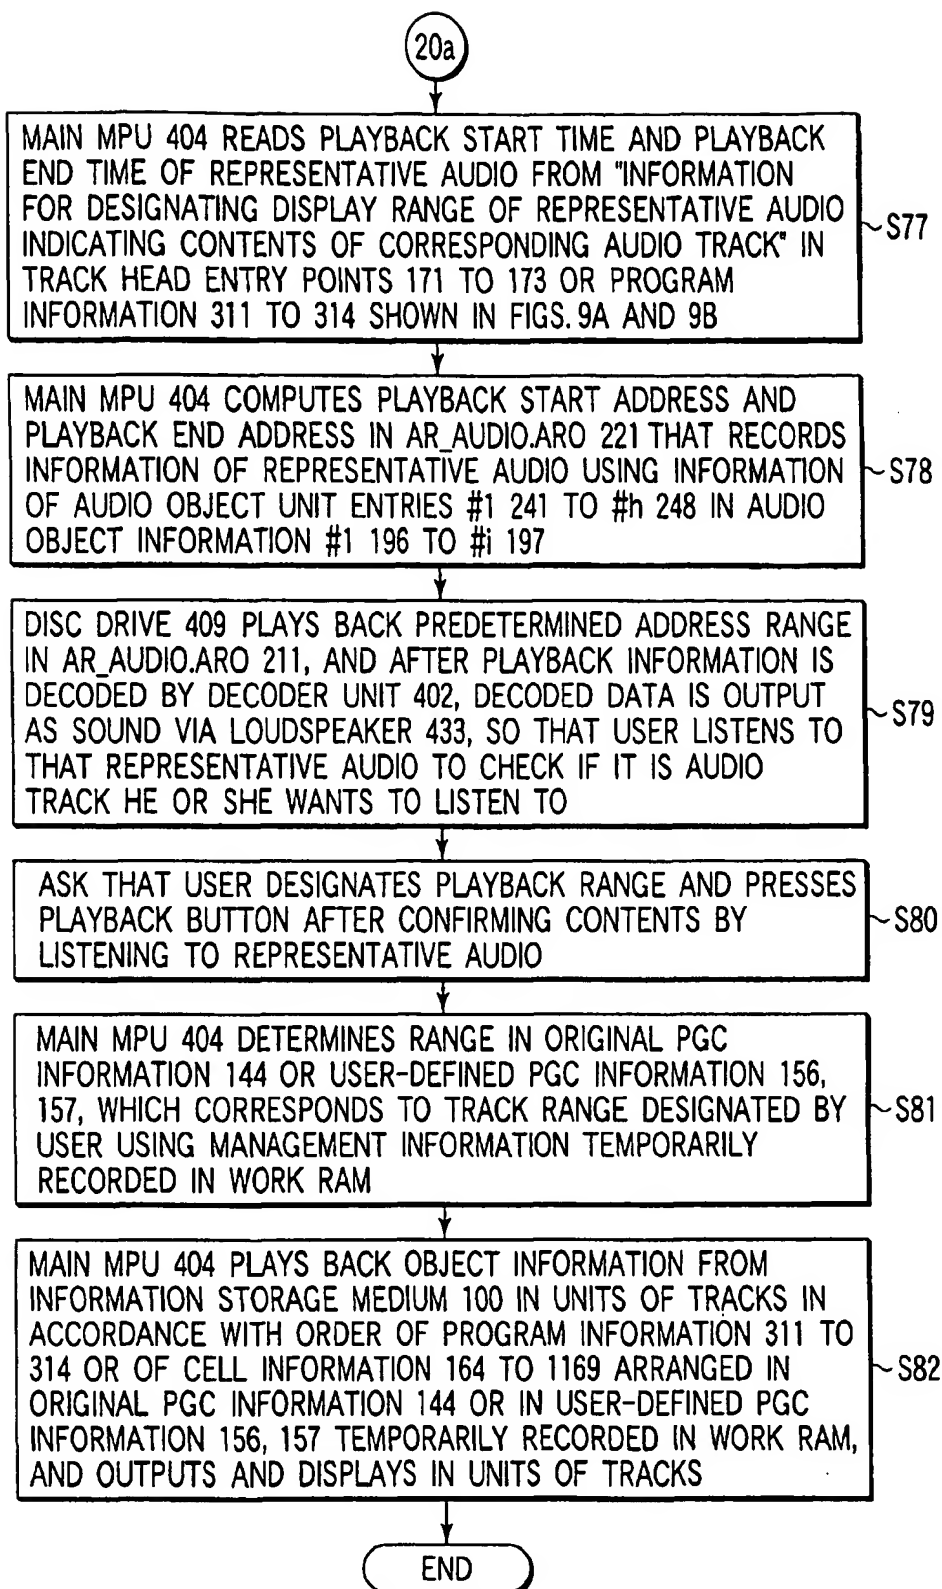 20a
MAIN MPU 404 READS PLAYBACK START TIME AND PLAYBACK
END TIME OF REPRESENTATIVE AUDIO FROM "INFORMATION
FOR DESIGNATING DISPLAY RANGE OF REPRESENTATIVE AUDIO
INDICATING CONTENTS OF CORRESPONDING AUDIO TRACK" IN
TRACK HEAD ENTRY POINTS 171 TO 173 OR PROGRAM
INFORMATION 311 TO 314 SHOWN IN FIGS. 9A AND 9B
S77
MAIN MPU 404 COMPUTES PLAYBACK START ADDRESS AND
PLAYBACK END ADDRESS IN AR_AUDIO.ARO 221 THAT RECORDS
INFORMATION OF REPRESENTATIVE AUDIO USING INFORMATION
OF AUDIO OBJECT UNIT ENTRIES #1 241 TO #h 248 IN AUDIO
OBJECT INFORMATION #1 196 TO #i 197
S78
DISC DRIVE 409 PLAYS BACK PREDETERMINED ADDRESS RANGE
IN AR_AUDIO.ARO 211, AND AFTER PLAYBACK INFORMATION IS
DECODED BY DECODER UNIT 402, DECODED DATA IS OUTPUT
AS SOUND VIA LOUDSPEAKER 433, SO THAT USER LISTENS TO
THAT REPRESENTATIVE AUDIO TO CHECK IF IT IS AUDIO
TRACK HE OR SHE WANTS TO LISTEN TO
S79
ASK THAT USER DESIGNATES PLAYBACK RANGE AND PRESSES
PLAYBACK BUTTON AFTER CONFIRMING CONTENTS BY
LISTENING TO REPRESENTATIVE AUDIO
S80
MAIN MPU 404 DETERMINES RANGE IN ORIGINAL PGC
INFORMATION 144 OR USER-DEFINED PGC INFORMATION 156,
157, WHICH CORRESPONDS TO TRACK RANGE DESIGNATED BY
USER USING MANAGEMENT INFORMATION TEMPORARILY
RECORDED IN WORK RAM
S81
MAIN MPU 404 PLAYS BACK OBJECT INFORMATION FROM
INFORMATION STORAGE MEDIUM 100 IN UNITS OF TRACKS IN
ACCORDANCE WITH ORDER OF PROGRAM INFORMATION 311 TO
314 OR OF CELL INFORMATION 164 TO 1169 ARRANGED IN
ORIGINAL PGC INFORMATION 144 OR IN USER-DEFINED PGC
INFORMATION 156, 157 TEMPORARILY RECORDED IN WORK RAM,
AND OUTPUTS AND DISPLAYS IN UNITS OF TRACKS
S82
END